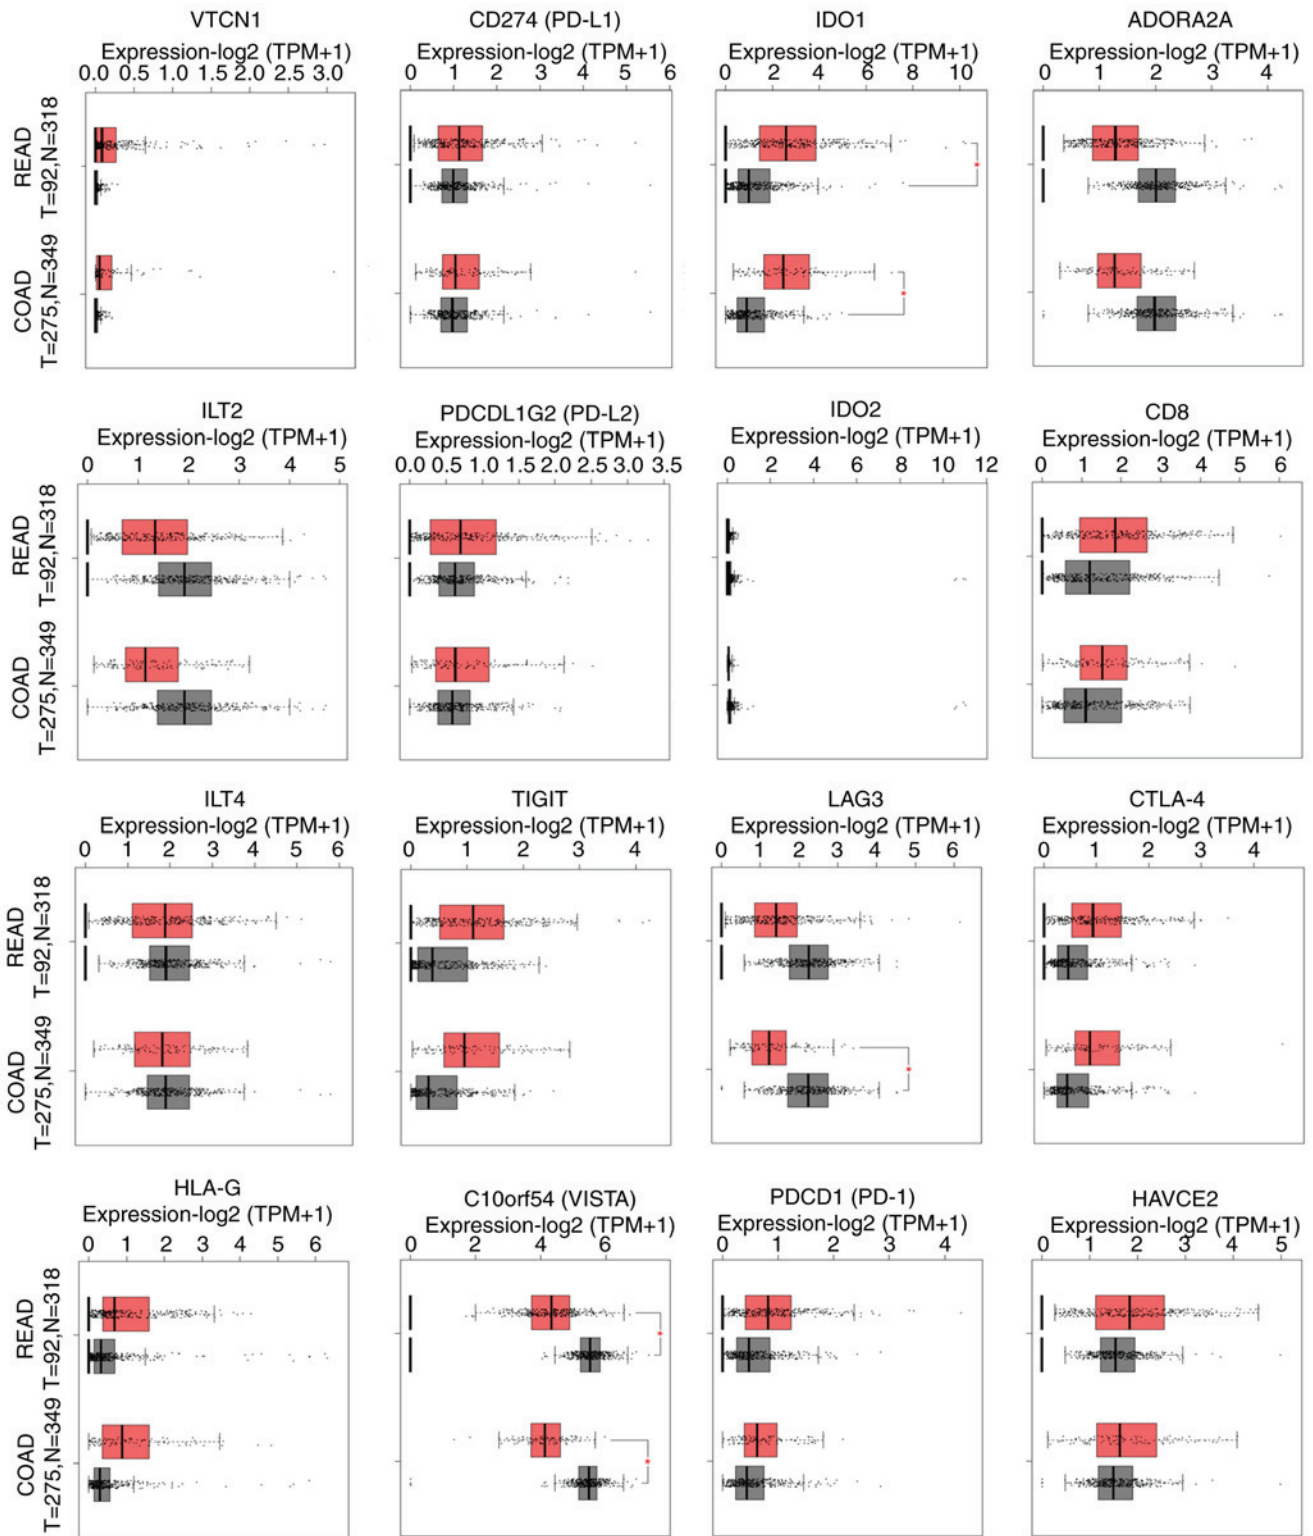 VTCN1
Expression-log2 (TPM+1)
0.0 0.5 1.0 1.5 2.0 2.5 3.0
READ
T=92,N=318
COAD
T=275,N=349
CD274 (PD-L1)
Expression-log2 (TPM+1)
0 1 2 3 4 5 6
IDO1
Expression-log2 (TPM+1)
0 2 4 6 8 10
ADORA2A
Expression-log2 (TPM+1)
0 1 2 3 4
ILT2
Expression-log2 (TPM+1)
0 1 2 3 4 5
READ
T=92,N=318
COAD
T=275,N=349
PDCDL1G2 (PD-L2)
Expression-log2 (TPM+1)
0.0 0.5 1.0 1.5 2.0 2.5 3.0 3.5
IDO2
Expression-log2 (TPM+1)
0 2 4 6 8 10 12
CD8
Expression-log2 (TPM+1)
0 1 2 3 4 5 6
ILT4
Expression-log2 (TPM+1)
0 1 2 3 4 5 6
READ
T=92,N=318
COAD
T=275,N=349
TIGIT
Expression-log2 (TPM+1)
0 1 2 3 4
LAG3
Expression-log2 (TPM+1)
0 1 2 3 4 5 6
CTLA-4
Expression-log2 (TPM+1)
0 1 2 3 4
HLA-G
Expression-log2 (TPM+1)
0 1 2 3 4 5 6
READ
T=92,N=318
COAD
T=275,N=349
C10orf54 (VISTA)
Expression-log2 (TPM+1)
0 2 4 6
PDCD1 (PD-1)
Expression-log2 (TPM+1)
0 1 2 3 4
HAVCE2
Expression-log2 (TPM+1)
0 1 2 3 4 5